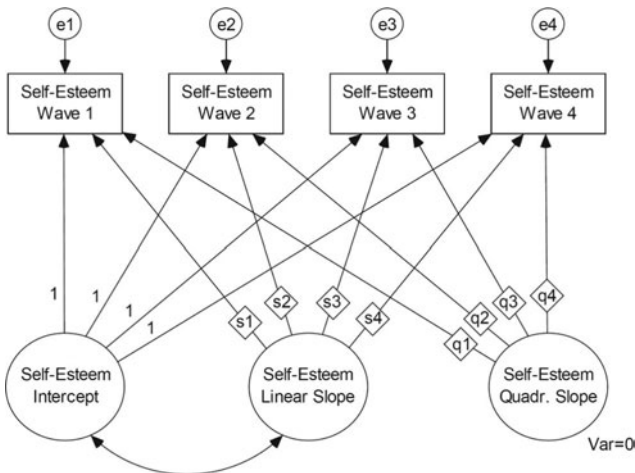 e1
e2
e3
e4
Self-Esteem
Wave 1
Self-Esteem
Wave 2
Self-Esteem
Wave 3
Self-Esteem
Wave 4
1
1
1
1
s1
s2
s3
s4
q1
q2
q3
q4
Self-Esteem
Intercept
Self-Esteem
Linear Slope
Self-Esteem
Quadr. Slope
Var=0